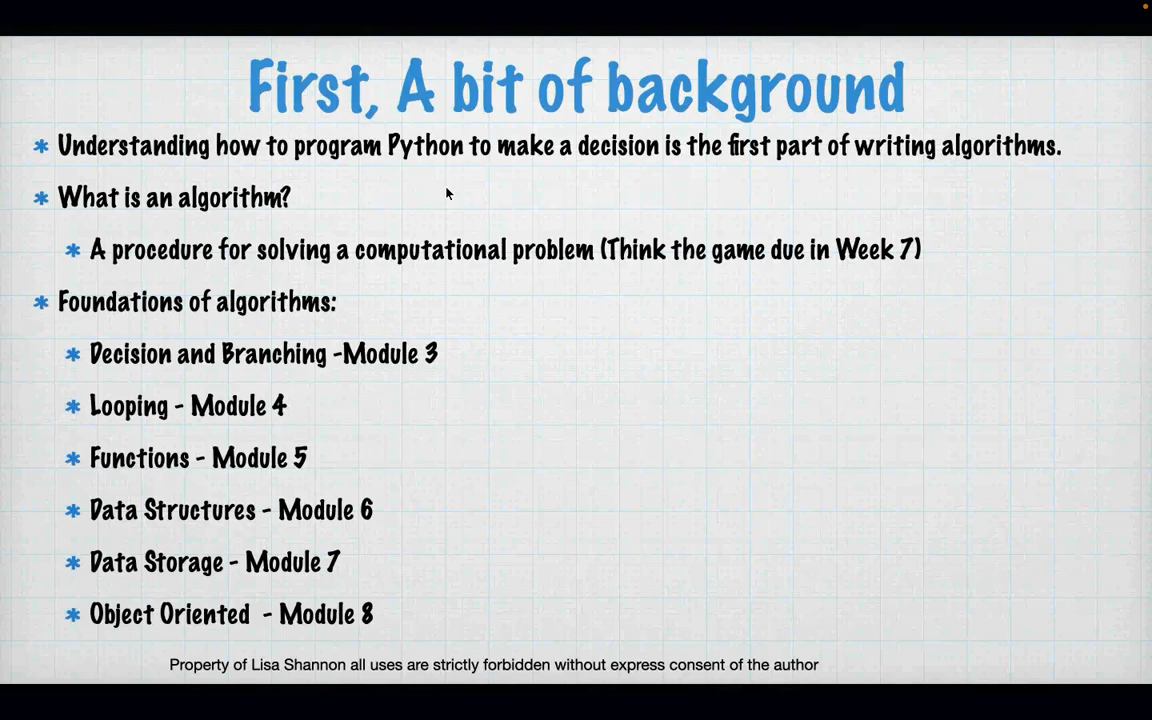 First, A bit of background
* Understanding how to program Python to make a decision is the first part of writing algorithms.
* What is an algorithm?
* A procedure for solving a computational problem (Think the game due in Week 7)
* Foundations of algorithms:
* Decision and Branching -Module 3
* Looping - Module 4
* Functions - Module 5
* Data Structures - Module 6
* Data Storage - Module 7
* Object Oriented - Module 8
Property of Lisa Shannon all uses are strictly forbidden without express consent of the author